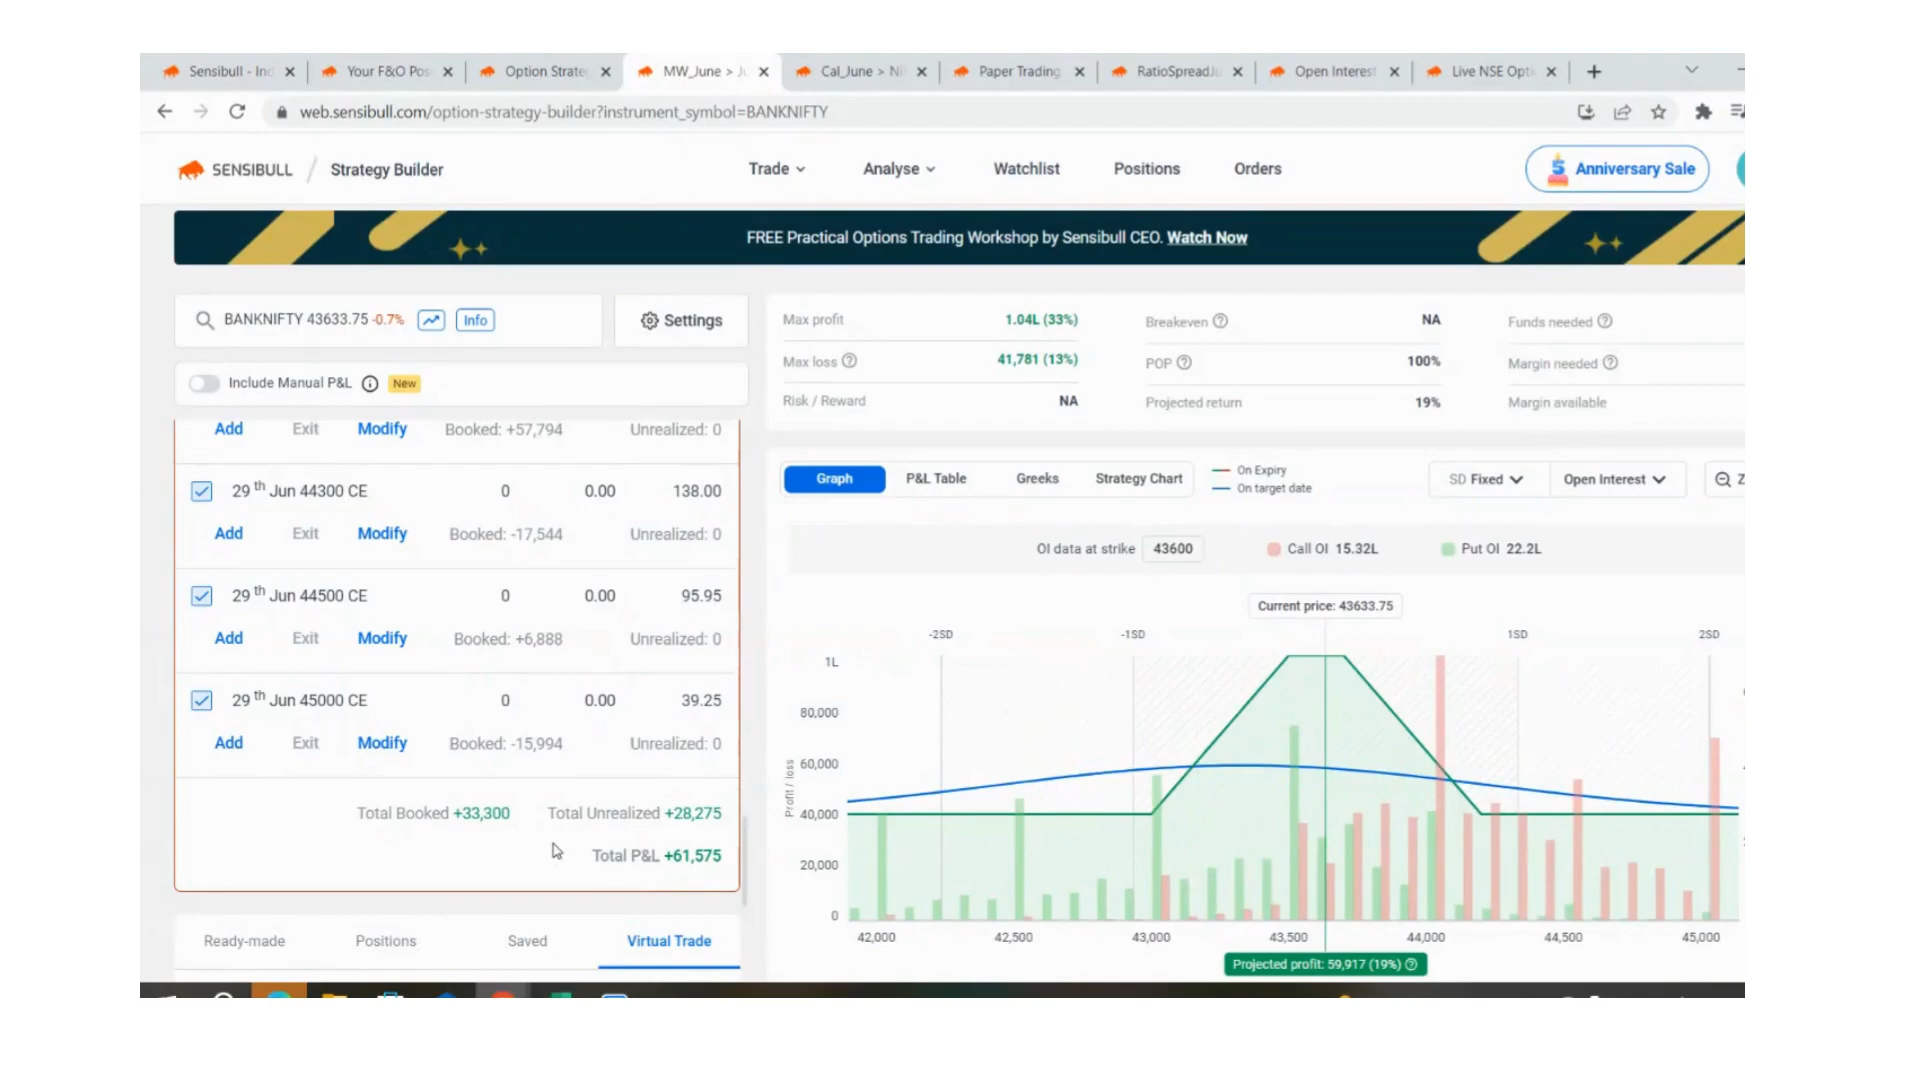 Sensibull - Ind
Your F&O Pos
Option Strate
MW_June > Ju
Cal_June > Ni
Paper Trading
RatioSpreadJu
Open Interest
Live NSE Opti
web.sensibull.com/option-strategy-builder?instrument_symbol=BANKNIFTY
SENSIBULL / Strategy Builder
Trade
Analyse
Watchlist
Positions
Orders
5 Anniversary Sale
FREE Practical Options Trading Workshop by Sensibull CEO. Watch Now
BANKNIFTY 43633.75 -0.7% Info
Settings
Include Manual P&L New
Add Exit Modify Booked: +57,794 Unrealized: 0
29 th Jun 44300 CE 0 0.00 138.00
Add Exit Modify Booked: -17,544 Unrealized: 0
29 th Jun 44500 CE 0 0.00 95.95
Add Exit Modify Booked: +6,888 Unrealized: 0
29 th Jun 45000 CE 0 0.00 39.25
Add Exit Modify Booked: -15,994 Unrealized: 0
Total Booked +33,300 Total Unrealized +28,275
Total P&L +61,575
Ready-made Positions Saved Virtual Trade
Max profit 1.04L (33%)
Max loss 41,781 (13%)
Risk / Reward NA
Breakeven NA
POP 100%
Projected return 19%
Funds needed
Margin needed
Margin available
Graph P&L Table Greeks Strategy Chart
On Expiry
On target date
SD Fixed
Open Interest
Z
OI data at strike 43600 Call OI 15.32L Put OI 22.2L
Current price: 43633.75
-2SD -1SD 1SD 2SD
Profit / loss
1L
80,000
60,000
40,000
20,000
0
42,000 42,500 43,000 43,500 44,000 44,500 45,000
Projected profit: 59,917 (19%)